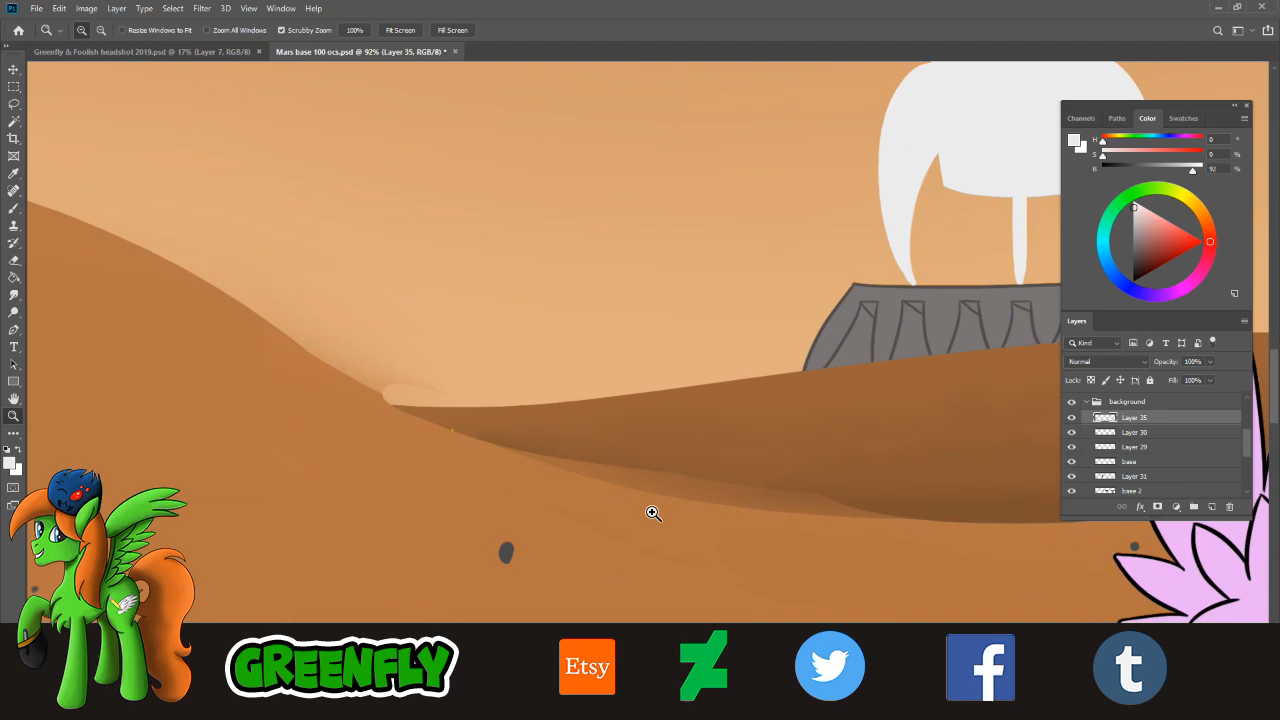 Ps File Edit Image Layer Type Select Filter 3D View Window Help
Resize Windows to Fit Zoom All Windows Scrubby Zoom 100% Fit Screen Fill Screen
Greenfly & Foolish headshot 2019.psd @ 17% (Layer 7, RGB/8) × Mars base 100 ocs.psd @ 92% (Layer 35, RGB/8) * ×
Channels Paths Color Swatches
H 0 °
S 0 %
B 92 %
Layers
Kind
Normal Opacity: 100%
Lock: Fill: 100%
background
Layer 35
Layer 30
Layer 29
base
Layer 31
base 2
GREENFLY Etsy f t